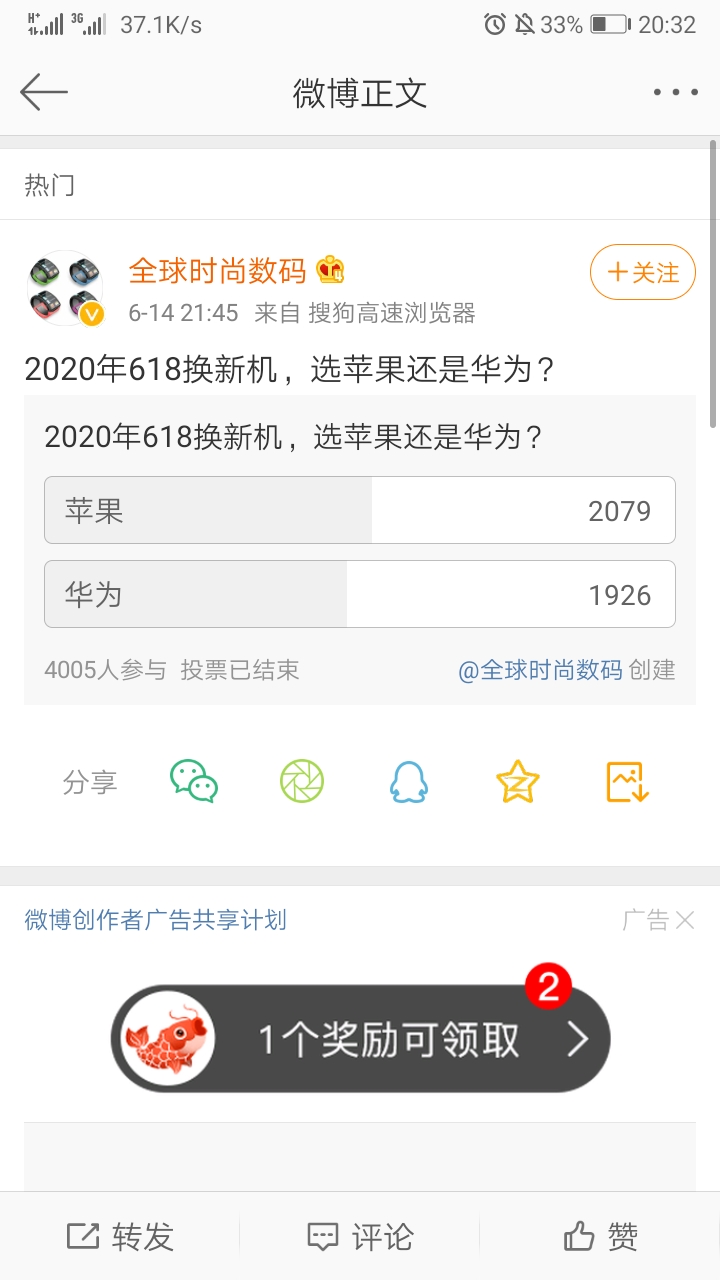 H+ 3G 37.1K/s 33% 20:32
微博正文
热门
全球时尚数码
+关注
6-14 21:45 来自 搜狗高速浏览器
2020年618换新机，选苹果还是华为？
2020年618换新机，选苹果还是华为？
苹果 2079
华为 1926
4005人参与 投票已结束 @全球时尚数码 创建
分享
微博创作者广告共享计划 广告
2
1个奖励可领取
转发 评论 赞